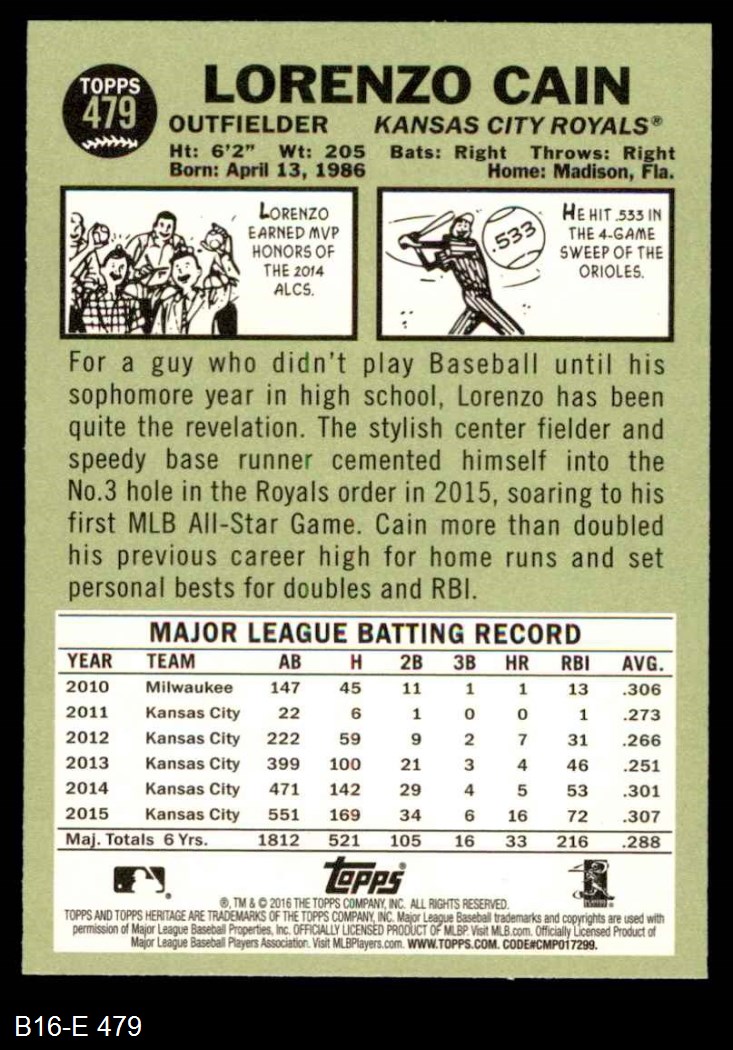 TOPPS
479
LORENZO CAIN
OUTFIELDER KANSAS CITY ROYALS®
Ht: 6'2" Wt: 205 Bats: Right Throws: Right
Born: April 13, 1986 Home: Madison, Fla.
LORENZO
EARNED MVP
HONORS OF
THE 2014
ALCS.
.533
HE HIT .533 IN
THE 4-GAME
SWEEP OF THE
ORIOLES.
For a guy who didn't play Baseball until his
sophomore year in high school, Lorenzo has been
quite the revelation. The stylish center fielder and
speedy base runner cemented himself into the
No.3 hole in the Royals order in 2015, soaring to his
first MLB All-Star Game. Cain more than doubled
his previous career high for home runs and set
personal bests for doubles and RBI.
MAJOR LEAGUE BATTING RECORD
YEAR TEAM AB H 2B 3B HR RBI AVG.
2010 Milwaukee 147 45 11 1 1 13 .306
2011 Kansas City 22 6 1 0 0 1 .273
2012 Kansas City 222 59 9 2 7 31 .266
2013 Kansas City 399 100 21 3 4 46 .251
2014 Kansas City 471 142 29 4 5 53 .301
2015 Kansas City 551 169 34 6 16 72 .307
Maj. Totals 6 Yrs. 1812 521 105 16 33 216 .288
topps®
®, TM & © 2016 THE TOPPS COMPANY, INC. ALL RIGHTS RESERVED.
TOPPS AND TOPPS HERITAGE ARE TRADEMARKS OF THE TOPPS COMPANY, INC. Major League Baseball trademarks and copyrights are used with
permission of Major League Baseball Properties, Inc. OFFICIALLY LICENSED PRODUCT OF MLBP. Visit MLB.com. Officially Licensed Product of
Major League Baseball Players Association. Visit MLBPlayers.com. WWW.TOPPS.COM. CODE#CMP017299.
B16-E 479